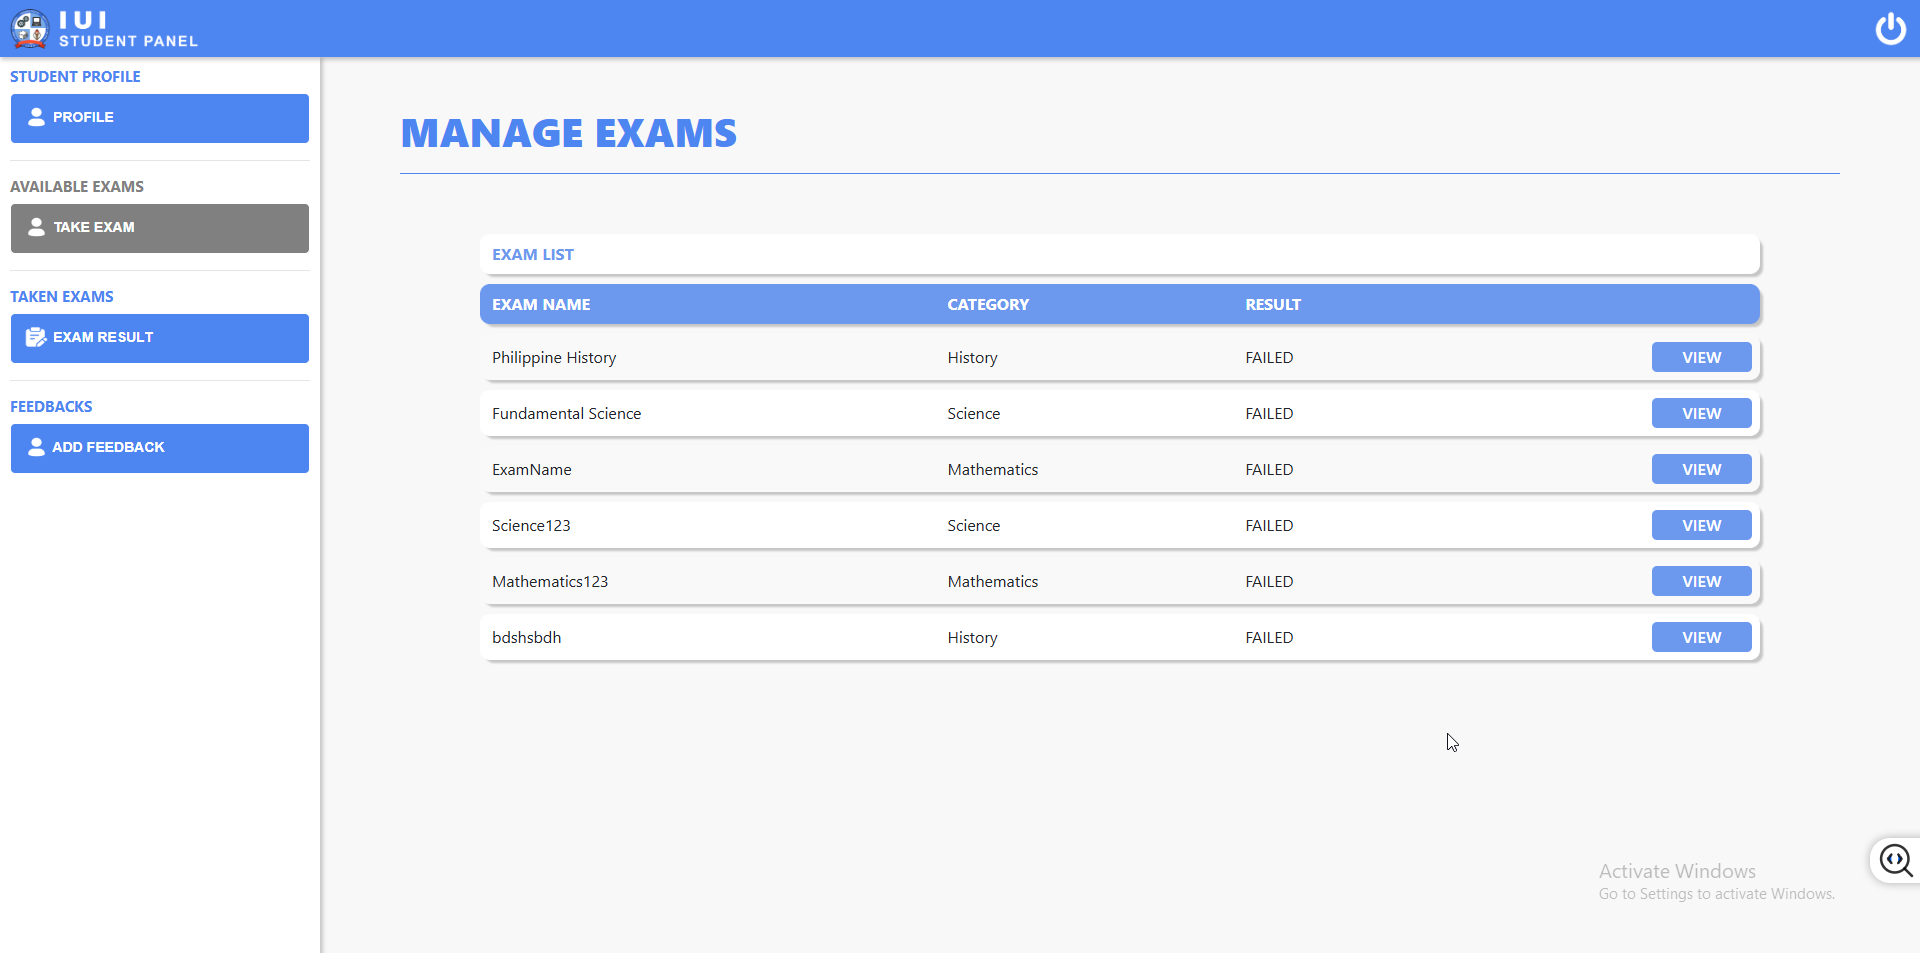 IUI
STUDENT PANEL
STUDENT PROFILE
PROFILE
AVAILABLE EXAMS
TAKE EXAM
TAKEN EXAMS
EXAM RESULT
FEEDBACKS
ADD FEEDBACK
MANAGE EXAMS
EXAM LIST
EXAM NAME CATEGORY RESULT
Philippine History History FAILED VIEW
Fundamental Science Science FAILED VIEW
ExamName Mathematics FAILED VIEW
Science123 Science FAILED VIEW
Mathematics123 Mathematics FAILED VIEW
bdshsbdh History FAILED VIEW
Activate Windows
Go to Settings to activate Windows.